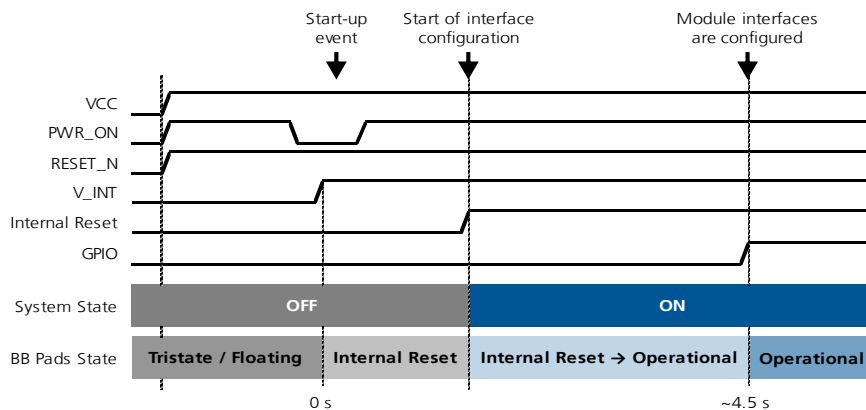 Start-up
event
Start of interface
configuration
Module interfaces
are configured
VCC
PWR_ON
RESET_N
V_INT
Internal Reset
GPIO
System State
OFF
ON
BB Pads State
Tristate / Floating
Internal Reset
Internal Reset → Operational
Operational
0 s
~4.5 s